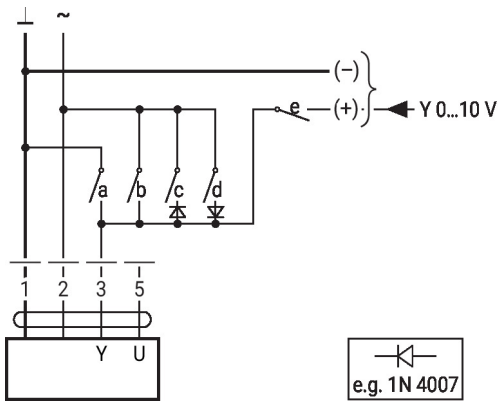 ⊥ ~
(–)
e (+) Y 0...10 V
a b c d
1 2 3 5
Y U
e.g. 1N 4007